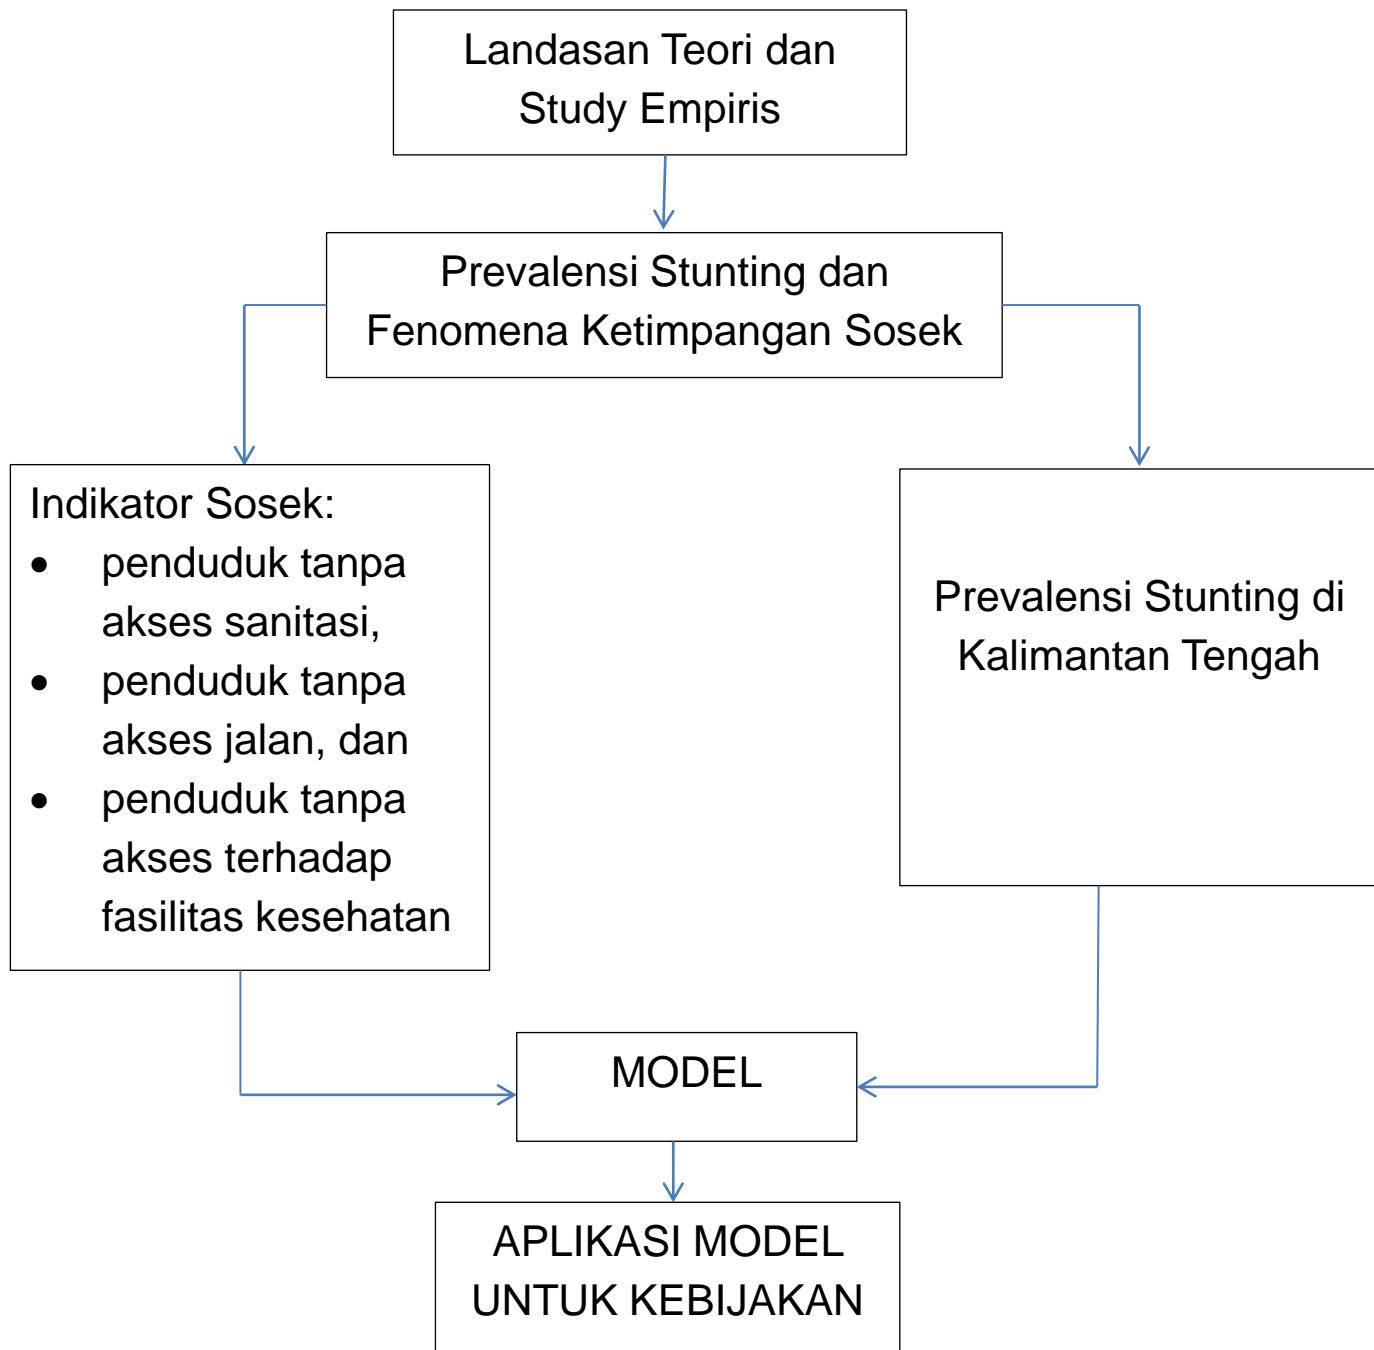 Landasan Teori dan
Study Empiris
Prevalensi Stunting dan
Fenomena Ketimpangan Sosek
Indikator Sosek:
• penduduk tanpa
akses sanitasi,
• penduduk tanpa
akses jalan, dan
• penduduk tanpa
akses terhadap
fasilitas kesehatan
Prevalensi Stunting di
Kalimantan Tengah
MODEL
APLIKASI MODEL
UNTUK KEBIJAKAN